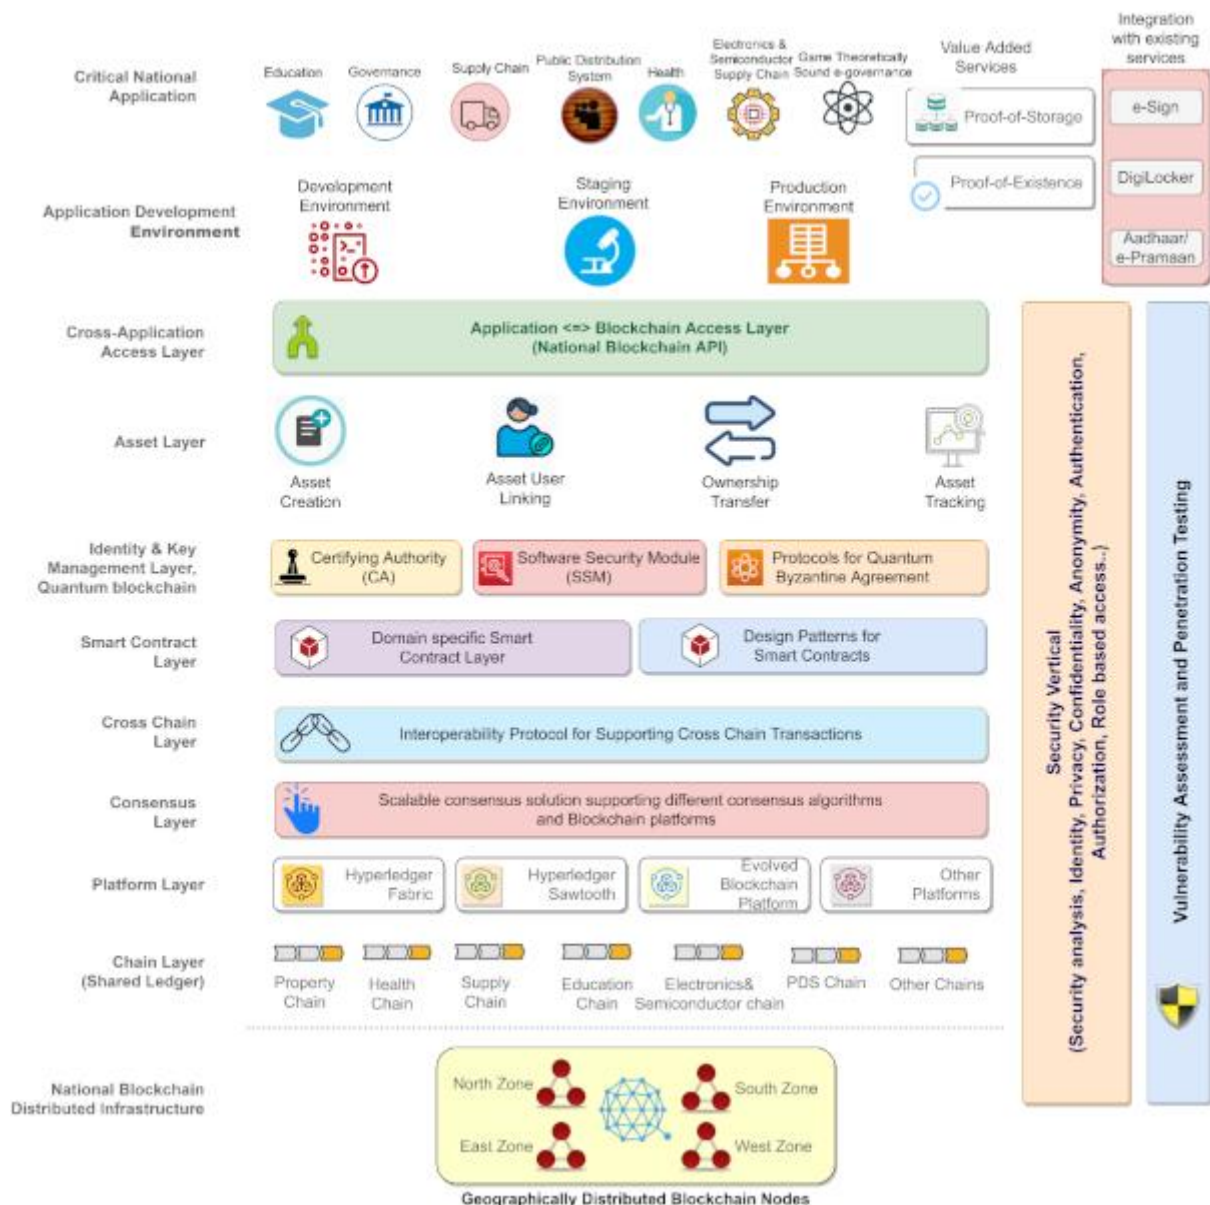 Critical National
Application
Education
Governance
Supply Chain
Public Distribution
System
Health
Electronics &
Semiconductor
Supply Chain
Game Theoretically
Sound e-governance
Value Added
Services
Proof-of-Storage
Proof-of-Existence
Integration
with existing
services
e-Sign
DigiLocker
Aadhaar/
e-Pramaan
Application Development
Environment
Development
Environment
Staging
Environment
Production
Environment
Cross-Application
Access Layer
Application <=> Blockchain Access Layer
(National Blockchain API)
Asset Layer
Asset
Creation
Asset User
Linking
Ownership
Transfer
Asset
Tracking
Identity & Key
Management Layer,
Quantum blockchain
Certifying Authority
(CA)
Software Security Module
(SSM)
Protocols for Quantum
Byzantine Agreement
Smart Contract
Layer
Domain specific Smart
Contract Layer
Design Patterns for
Smart Contracts
Cross Chain
Layer
Interoperability Protocol for Supporting Cross Chain Transactions
Consensus
Layer
Scalable consensus solution supporting different consensus algorithms
and Blockchain platforms
Platform Layer
Hyperledger
Fabric
Hyperledger
Sawtooth
Evolved
Blockchain
Platform
Other
Platforms
Chain Layer
(Shared Ledger)
Property
Chain
Health
Chain
Supply
Chain
Education
Chain
Electronics&
Semiconductor chain
PDS Chain
Other Chains
National Blockchain
Distributed Infrastructure
North Zone
South Zone
East Zone
West Zone
Geographically Distributed Blockchain Nodes
Security Vertical
(Security analysis, Identity, Privacy, Confidentiality, Anonymity, Authentication,
Authorization, Role based access..)
Vulnerability Assessment and Penetration Testing